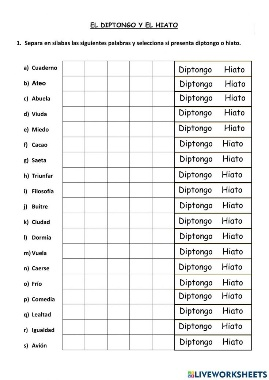 EL DIPTONGO Y EL HIATO
1. Separa en sílabas las siguientes palabras y selecciona si presenta diptongo o hiato.
a) Cuaderno Diptongo Hiato
b) Ateo Diptongo Hiato
c) Abuela Diptongo Hiato
d) Viuda Diptongo Hiato
e) Miedo Diptongo Hiato
f) Cacao Diptongo Hiato
g) Saeta Diptongo Hiato
h) Triunfar Diptongo Hiato
i) Filosofía Diptongo Hiato
j) Buitre Diptongo Hiato
k) Ciudad Diptongo Hiato
l) Dormía Diptongo Hiato
m) Vuela Diptongo Hiato
n) Caerse Diptongo Hiato
o) Frío Diptongo Hiato
p) Comedia Diptongo Hiato
q) Lealtad Diptongo Hiato
r) Igualdad Diptongo Hiato
s) Avión Diptongo Hiato
LIVEWORKSHEETS